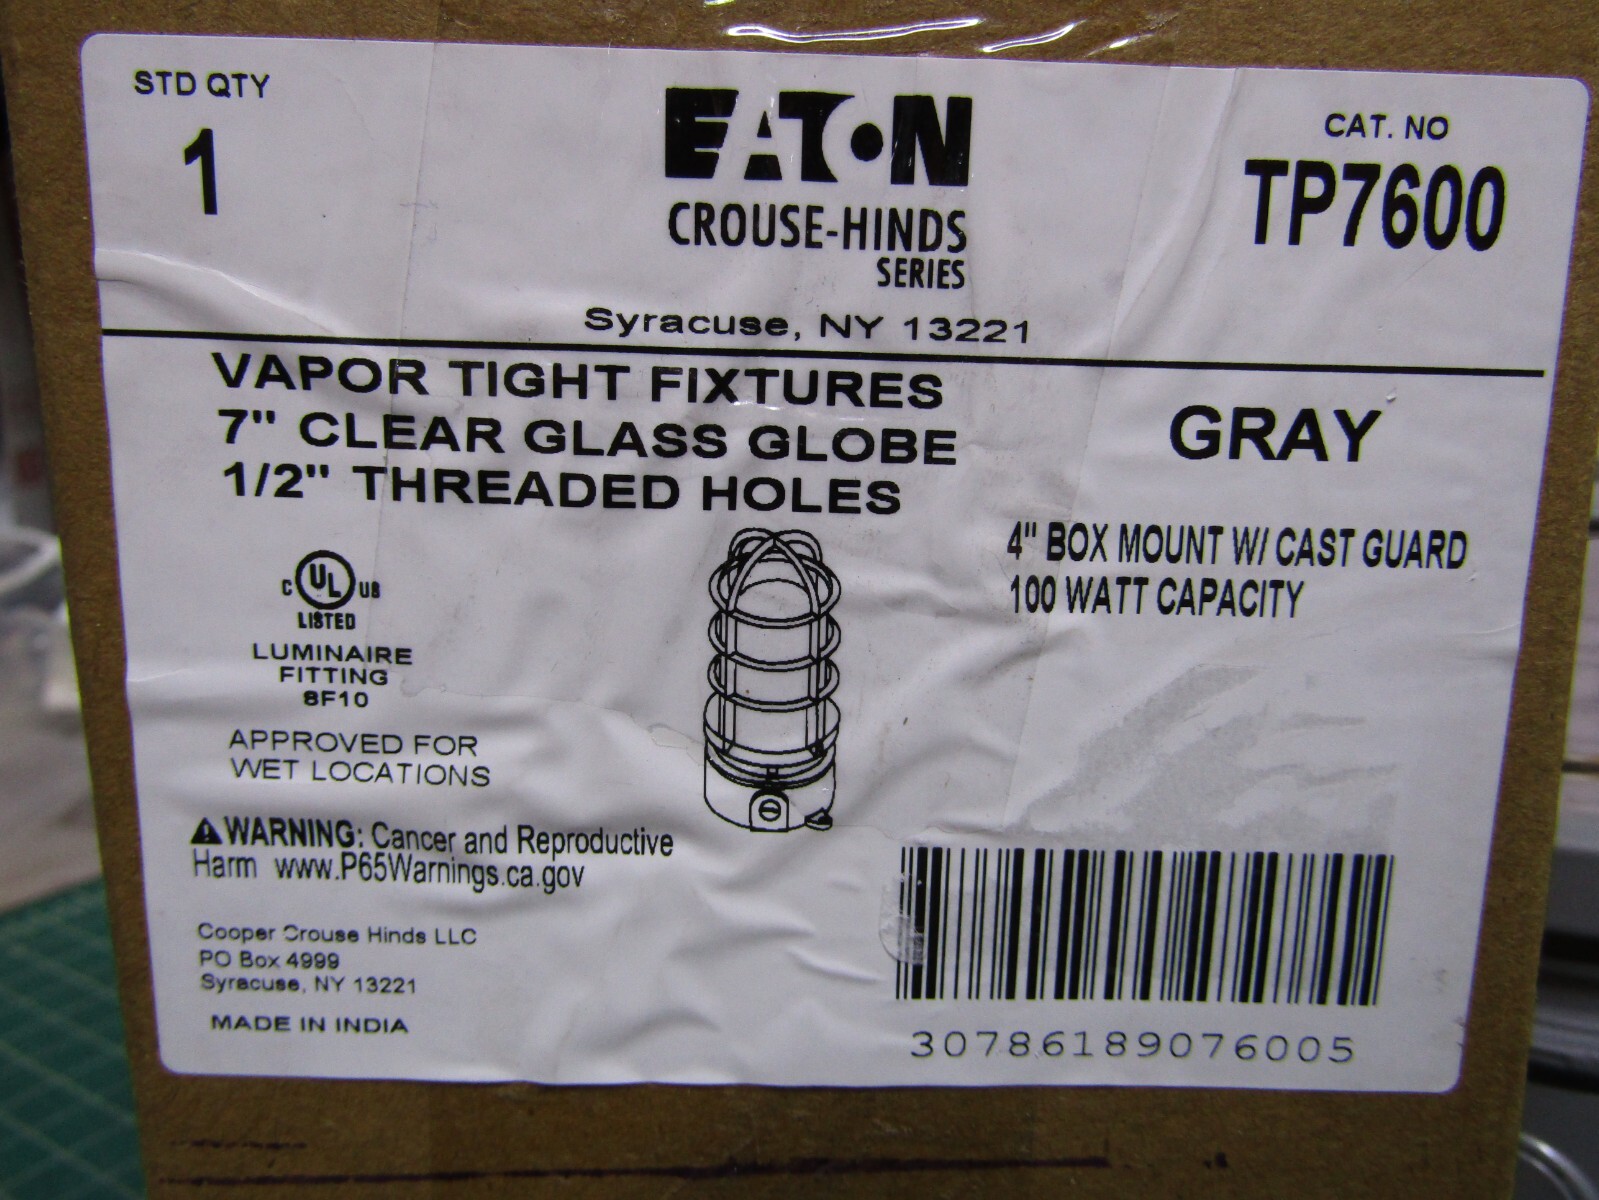 STD QTY
1
EATON
CROUSE-HINDS
SERIES
Syracuse, NY 13221
CAT. NO
TP7600
VAPOR TIGHT FIXTURES
7" CLEAR GLASS GLOBE
1/2" THREADED HOLES
GRAY
4" BOX MOUNT W/ CAST GUARD
100 WATT CAPACITY
C UL US
LISTED
LUMINAIRE
FITTING
8F10
APPROVED FOR
WET LOCATIONS
WARNING: Cancer and Reproductive
Harm www.P65Warnings.ca.gov
Cooper Crouse Hinds LLC
PO Box 4999
Syracuse, NY 13221
MADE IN INDIA
30786189076005